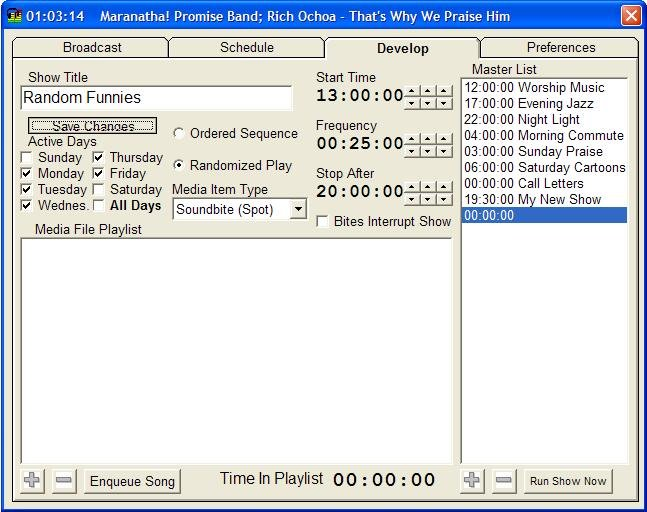 01:03:14 Maranatha! Promise Band; Rich Ochoa - That's Why We Praise Him
Broadcast
Schedule
Develop
Preferences
Show Title
Random Funnies
Save Changes
Active Days
Sunday
Thursday
Monday
Friday
Tuesday
Saturday
Wednes.
All Days
Ordered Sequence
Randomized Play
Media Item Type
Soundbite (Spot)
Start Time
13:00:00
Frequency
00:25:00
Stop After
20:00:00
Bites Interrupt Show
Media File Playlist
Enqueue Song
Time In Playlist 00:00:00
Master List
12:00:00 Worship Music
17:00:00 Evening Jazz
22:00:00 Night Light
04:00:00 Morning Commute
03:00:00 Sunday Praise
06:00:00 Saturday Cartoons
00:00:00 Call Letters
19:30:00 My New Show
00:00:00
Run Show Now